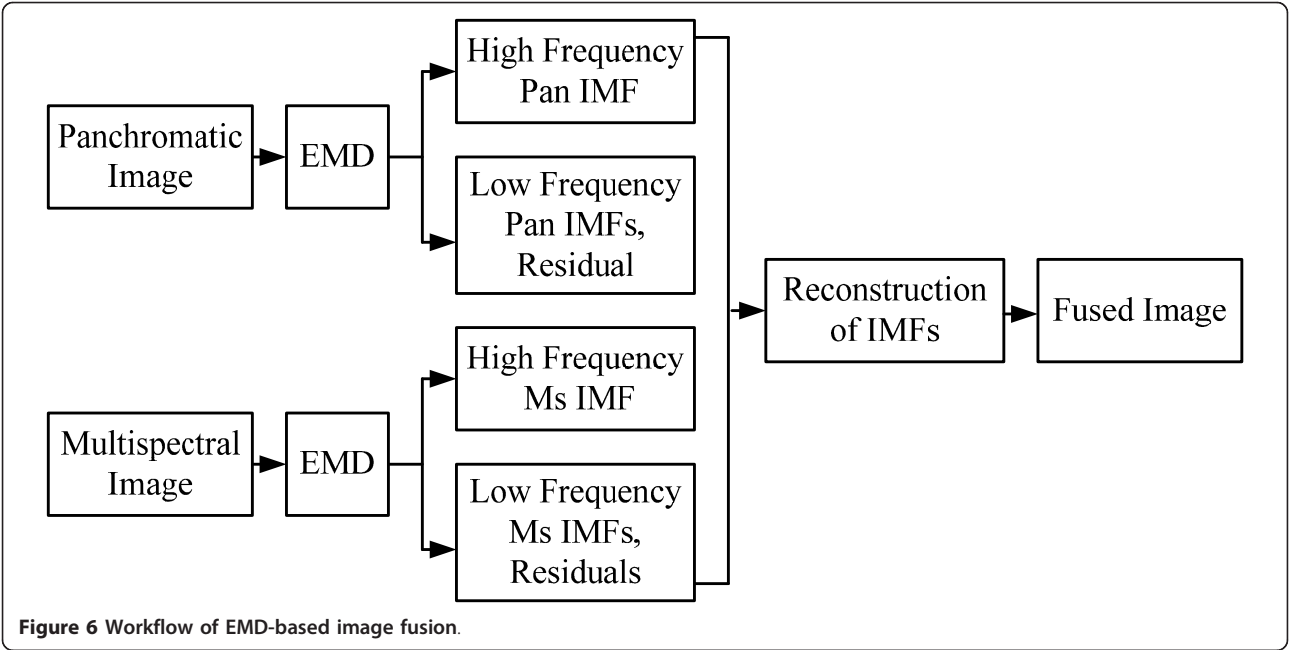 High Frequency
Pan IMF
Panchromatic
Image
EMD
Low Frequency
Pan IMFs,
Residual
Reconstruction
of IMFs
Fused Image
High Frequency
Ms IMF
Multispectral
Image
EMD
Low Frequency
Ms IMFs,
Residuals
Figure 6 Workflow of EMD-based image fusion.